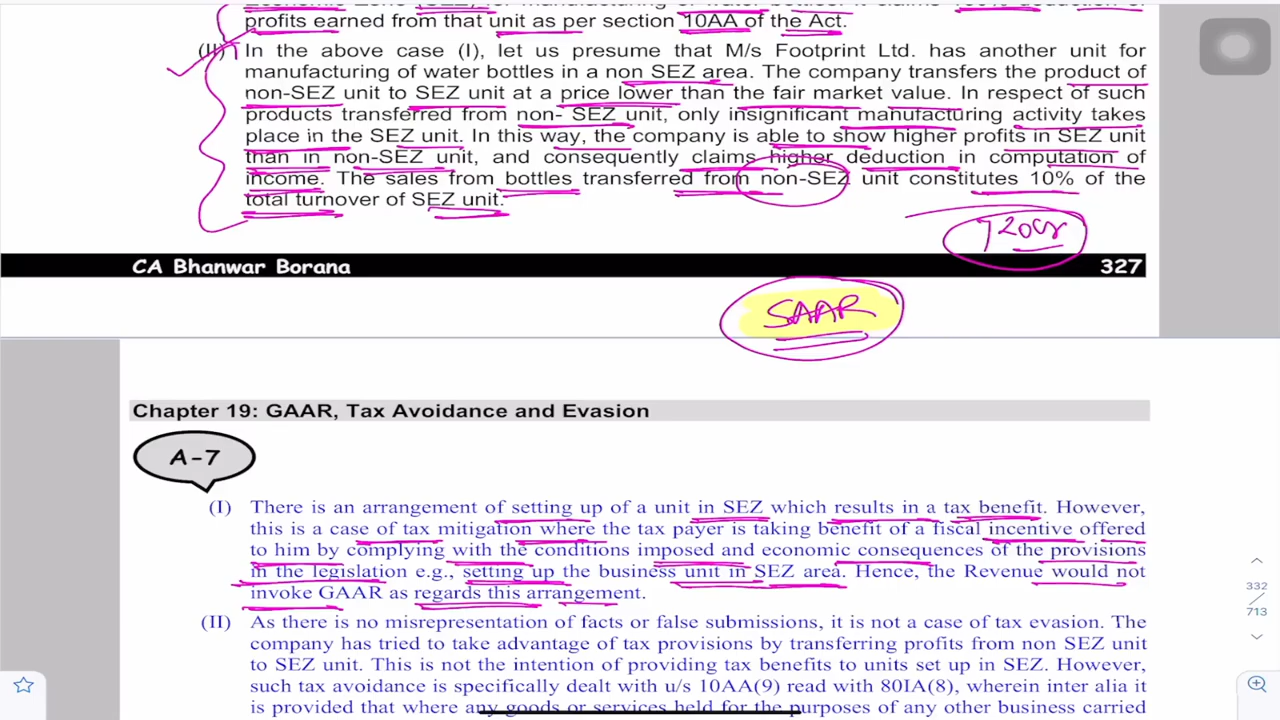 profits earned from that unit as per section 10AA of the Act.
(II) In the above case (I), let us presume that M/s Footprint Ltd. has another unit for
manufacturing of water bottles in a non SEZ area. The company transfers the product of
non-SEZ unit to SEZ unit at a price lower than the fair market value. In respect of such
products transferred from non- SEZ unit, only insignificant manufacturing activity takes
place in the SEZ unit. In this way, the company is able to show higher profits in SEZ unit
than in non-SEZ unit, and consequently claims higher deduction in computation of
income. The sales from bottles transferred from non-SEZ unit constitutes 10% of the
total turnover of SEZ unit.
CA Bhanwar Borana 327
SAAR
Chapter 19: GAAR, Tax Avoidance and Evasion
A-7
(I) There is an arrangement of setting up of a unit in SEZ which results in a tax benefit. However,
this is a case of tax mitigation where the tax payer is taking benefit of a fiscal incentive offered
to him by complying with the conditions imposed and economic consequences of the provisions
in the legislation e.g., setting up the business unit in SEZ area. Hence, the Revenue would not
invoke GAAR as regards this arrangement.
332
713
(II) As there is no misrepresentation of facts or false submissions, it is not a case of tax evasion. The
company has tried to take advantage of tax provisions by transferring profits from non SEZ unit
to SEZ unit. This is not the intention of providing tax benefits to units set up in SEZ. However,
such tax avoidance is specifically dealt with u/s 10AA(9) read with 80IA(8), wherein inter alia it
is provided that where any goods or services held for the purposes of any other business carried